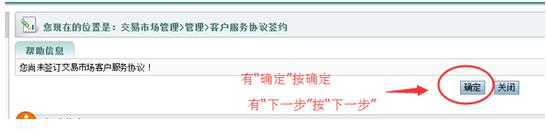 您现在的位置是：交易市场管理>管理>客户服务协议签约
帮助信息
您尚未签订交易市场客户服务协议！
有“确定”按确定
确定 关闭
有“下一步”按“下一步”